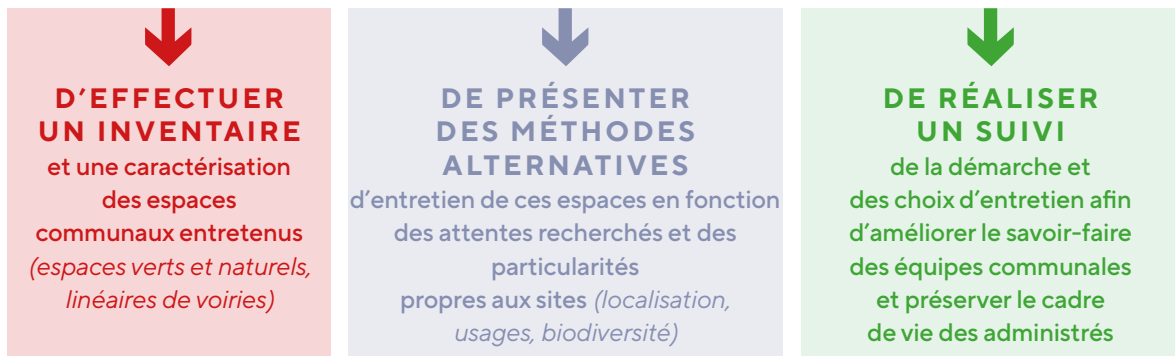 D'EFFECTUER
UN INVENTAIRE
et une caractérisation
des espaces
communaux entretenus
(espaces verts et naturels,
linéaires de voiries)
DE PRÉSENTER
DES MÉTHODES
ALTERNATIVES
d'entretien de ces espaces en fonction
des attentes recherchés et des
particularités
propres aux sites (localisation,
usages, biodiversité)
DE RÉALISER
UN SUIVI
de la démarche et
des choix d'entretien afin
d'améliorer le savoir-faire
des équipes communales
et préserver le cadre
de vie des administrés